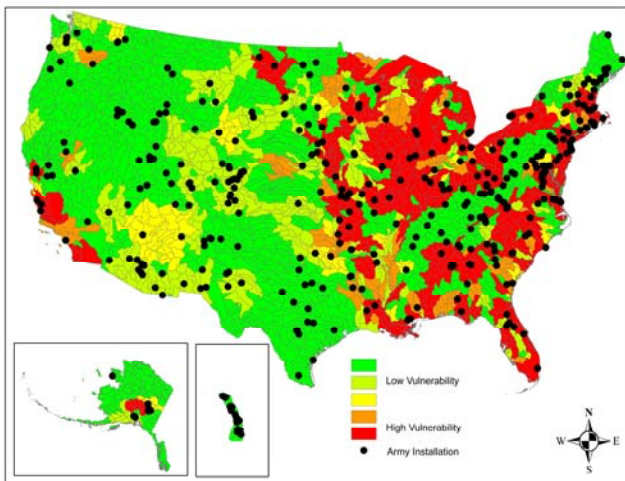 Low Vulnerability
High Vulnerability
Army Installation
N
W E
S